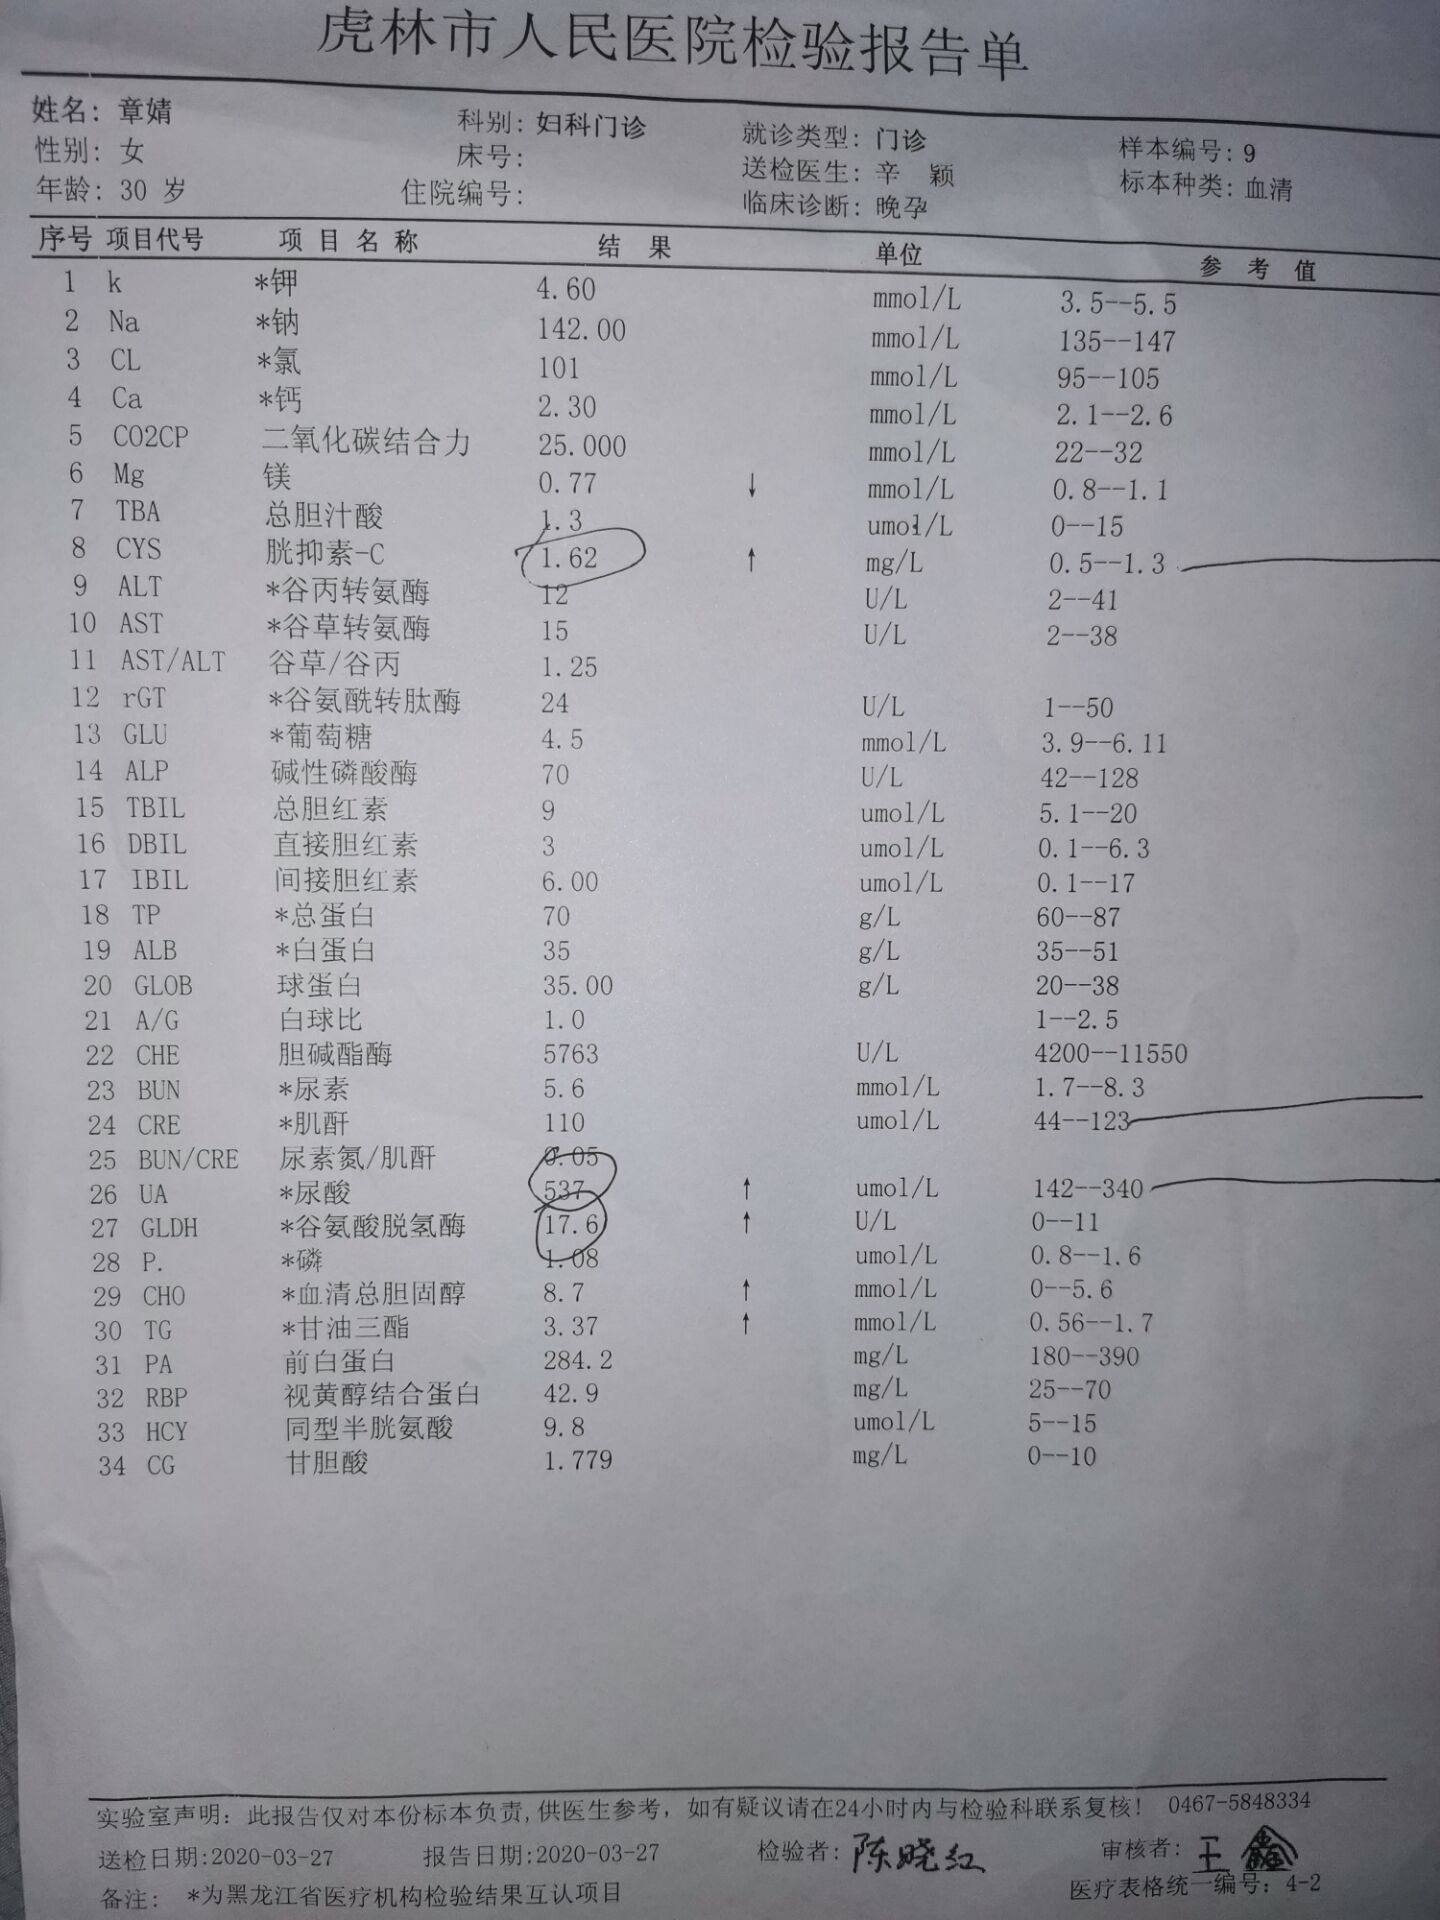 虎林市人民医院检验报告单
姓名: 章婧 科别: 妇科门诊 就诊类型: 门诊 样本编号: 9
性别: 女 床号: 送检医生: 辛 颖 标本种类: 血清
年龄: 30 岁 住院编号: 临床诊断: 晚孕
序号 项目代号 项 目 名 称 结 果 单位 参 考 值
1 k *钾 4.60 mmol/L 3.5--5.5
2 Na *钠 142.00 mmol/L 135--147
3 CL *氯 101 mmol/L 95--105
4 Ca *钙 2.30 mmol/L 2.1--2.6
5 CO2CP 二氧化碳结合力 25.000 mmol/L 22--32
6 Mg 镁 0.77 ↓ mmol/L 0.8--1.1
7 TBA 总胆汁酸 1.3 umol/L 0--15
8 CYS 胱抑素-C 1.62 ↑ mg/L 0.5--1.3
9 ALT *谷丙转氨酶 12 U/L 2--41
10 AST *谷草转氨酶 15 U/L 2--38
11 AST/ALT 谷草/谷丙 1.25
12 rGT *谷氨酰转肽酶 24 U/L 1--50
13 GLU *葡萄糖 4.5 mmol/L 3.9--6.11
14 ALP 碱性磷酸酶 70 U/L 42--128
15 TBIL 总胆红素 9 umol/L 5.1--20
16 DBIL 直接胆红素 3 umol/L 0.1--6.3
17 IBIL 间接胆红素 6.00 umol/L 0.1--17
18 TP *总蛋白 70 g/L 60--87
19 ALB *白蛋白 35 g/L 35--51
20 GLOB 球蛋白 35.00 g/L 20--38
21 A/G 白球比 1.0 1--2.5
22 CHE 胆碱酯酶 5763 U/L 4200--11550
23 BUN *尿素 5.6 mmol/L 1.7--8.3
24 CRE *肌酐 110 umol/L 44--123
25 BUN/CRE 尿素氮/肌酐 0.05
26 UA *尿酸 537 ↑ umol/L 142--340
27 GLDH *谷氨酸脱氢酶 17.6 ↑ U/L 0--11
28 P. *磷 1.08 umol/L 0.8--1.6
29 CHO *血清总胆固醇 8.7 ↑ mmol/L 0--5.6
30 TG *甘油三酯 3.37 ↑ mmol/L 0.56--1.7
31 PA 前白蛋白 284.2 mg/L 180--390
32 RBP 视黄醇结合蛋白 42.9 mg/L 25--70
33 HCY 同型半胱氨酸 9.8 umol/L 5--15
34 CG 甘胆酸 1.779 mg/L 0--10
实验室声明: 此报告仅对本份标本负责,供医生参考, 如有疑议请在24小时内与检验科联系复核! 0467-5848334
送检日期:2020-03-27 报告日期:2020-03-27 检验者: 陈晓红 审核者: 王鑫
备注: *为黑龙江省医疗机构检验结果互认项目 医疗表格统一编号: 4-2